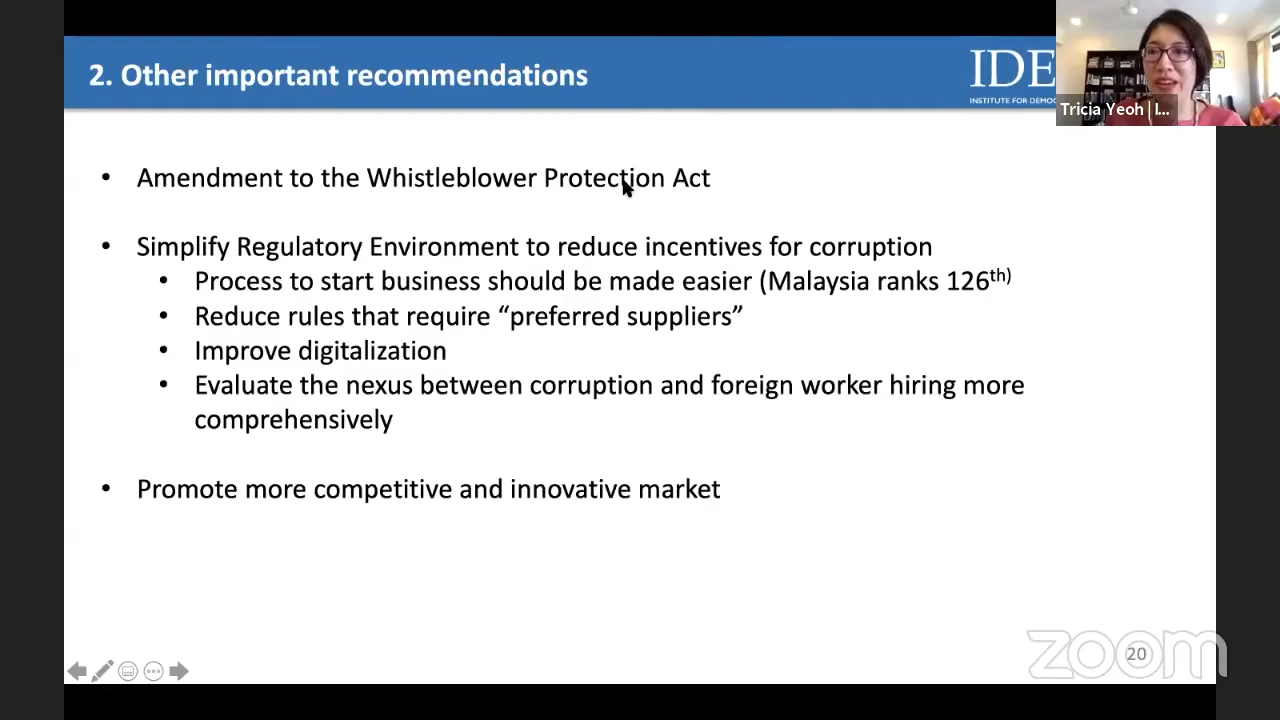 2. Other important recommendations
IDE
INSTITUTE FOR DEMOC
Tricia Yeoh | I...
• Amendment to the Whistleblower Protection Act
• Simplify Regulatory Environment to reduce incentives for corruption
• Process to start business should be made easier (Malaysia ranks 126th)
• Reduce rules that require “preferred suppliers”
• Improve digitalization
• Evaluate the nexus between corruption and foreign worker hiring more
comprehensively
• Promote more competitive and innovative market
zoom
20